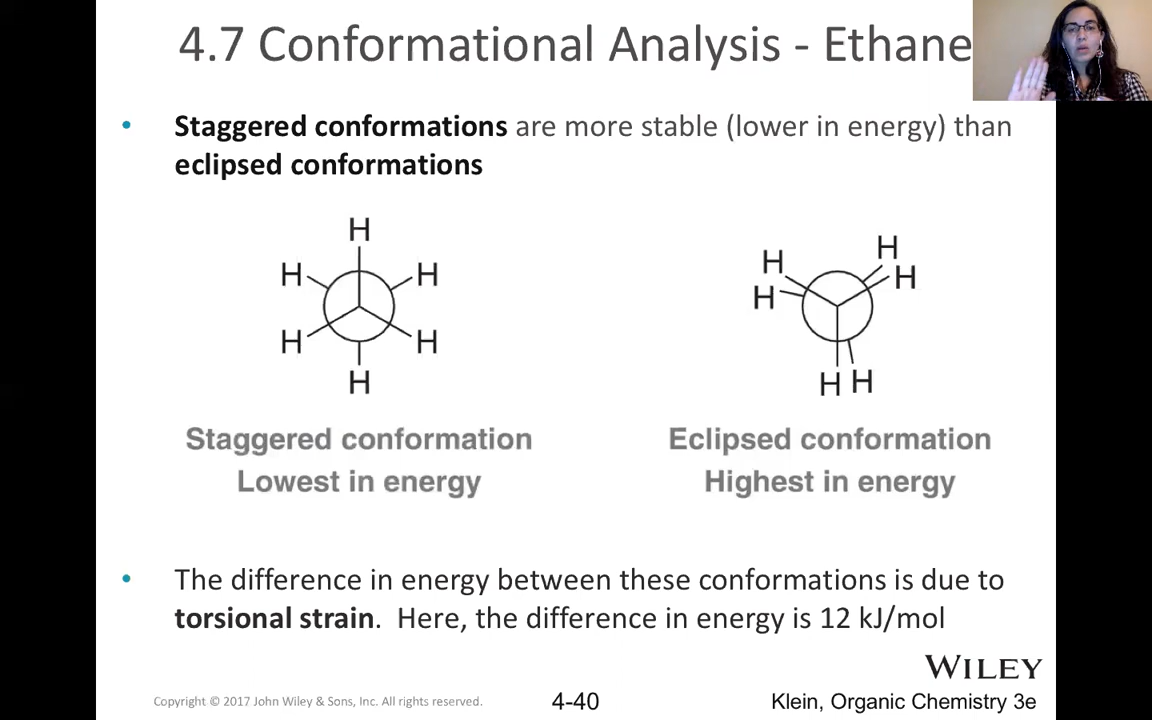 4.7 Conformational Analysis - Ethane
• Staggered conformations are more stable (lower in energy) than
eclipsed conformations
H
H H
H H
H
H
H
H
H
H H
Staggered conformation
Lowest in energy
Eclipsed conformation
Highest in energy
• The difference in energy between these conformations is due to
torsional strain. Here, the difference in energy is 12 kJ/mol
WILEY
Copyright © 2017 John Wiley & Sons, Inc. All rights reserved.
4-40
Klein, Organic Chemistry 3e